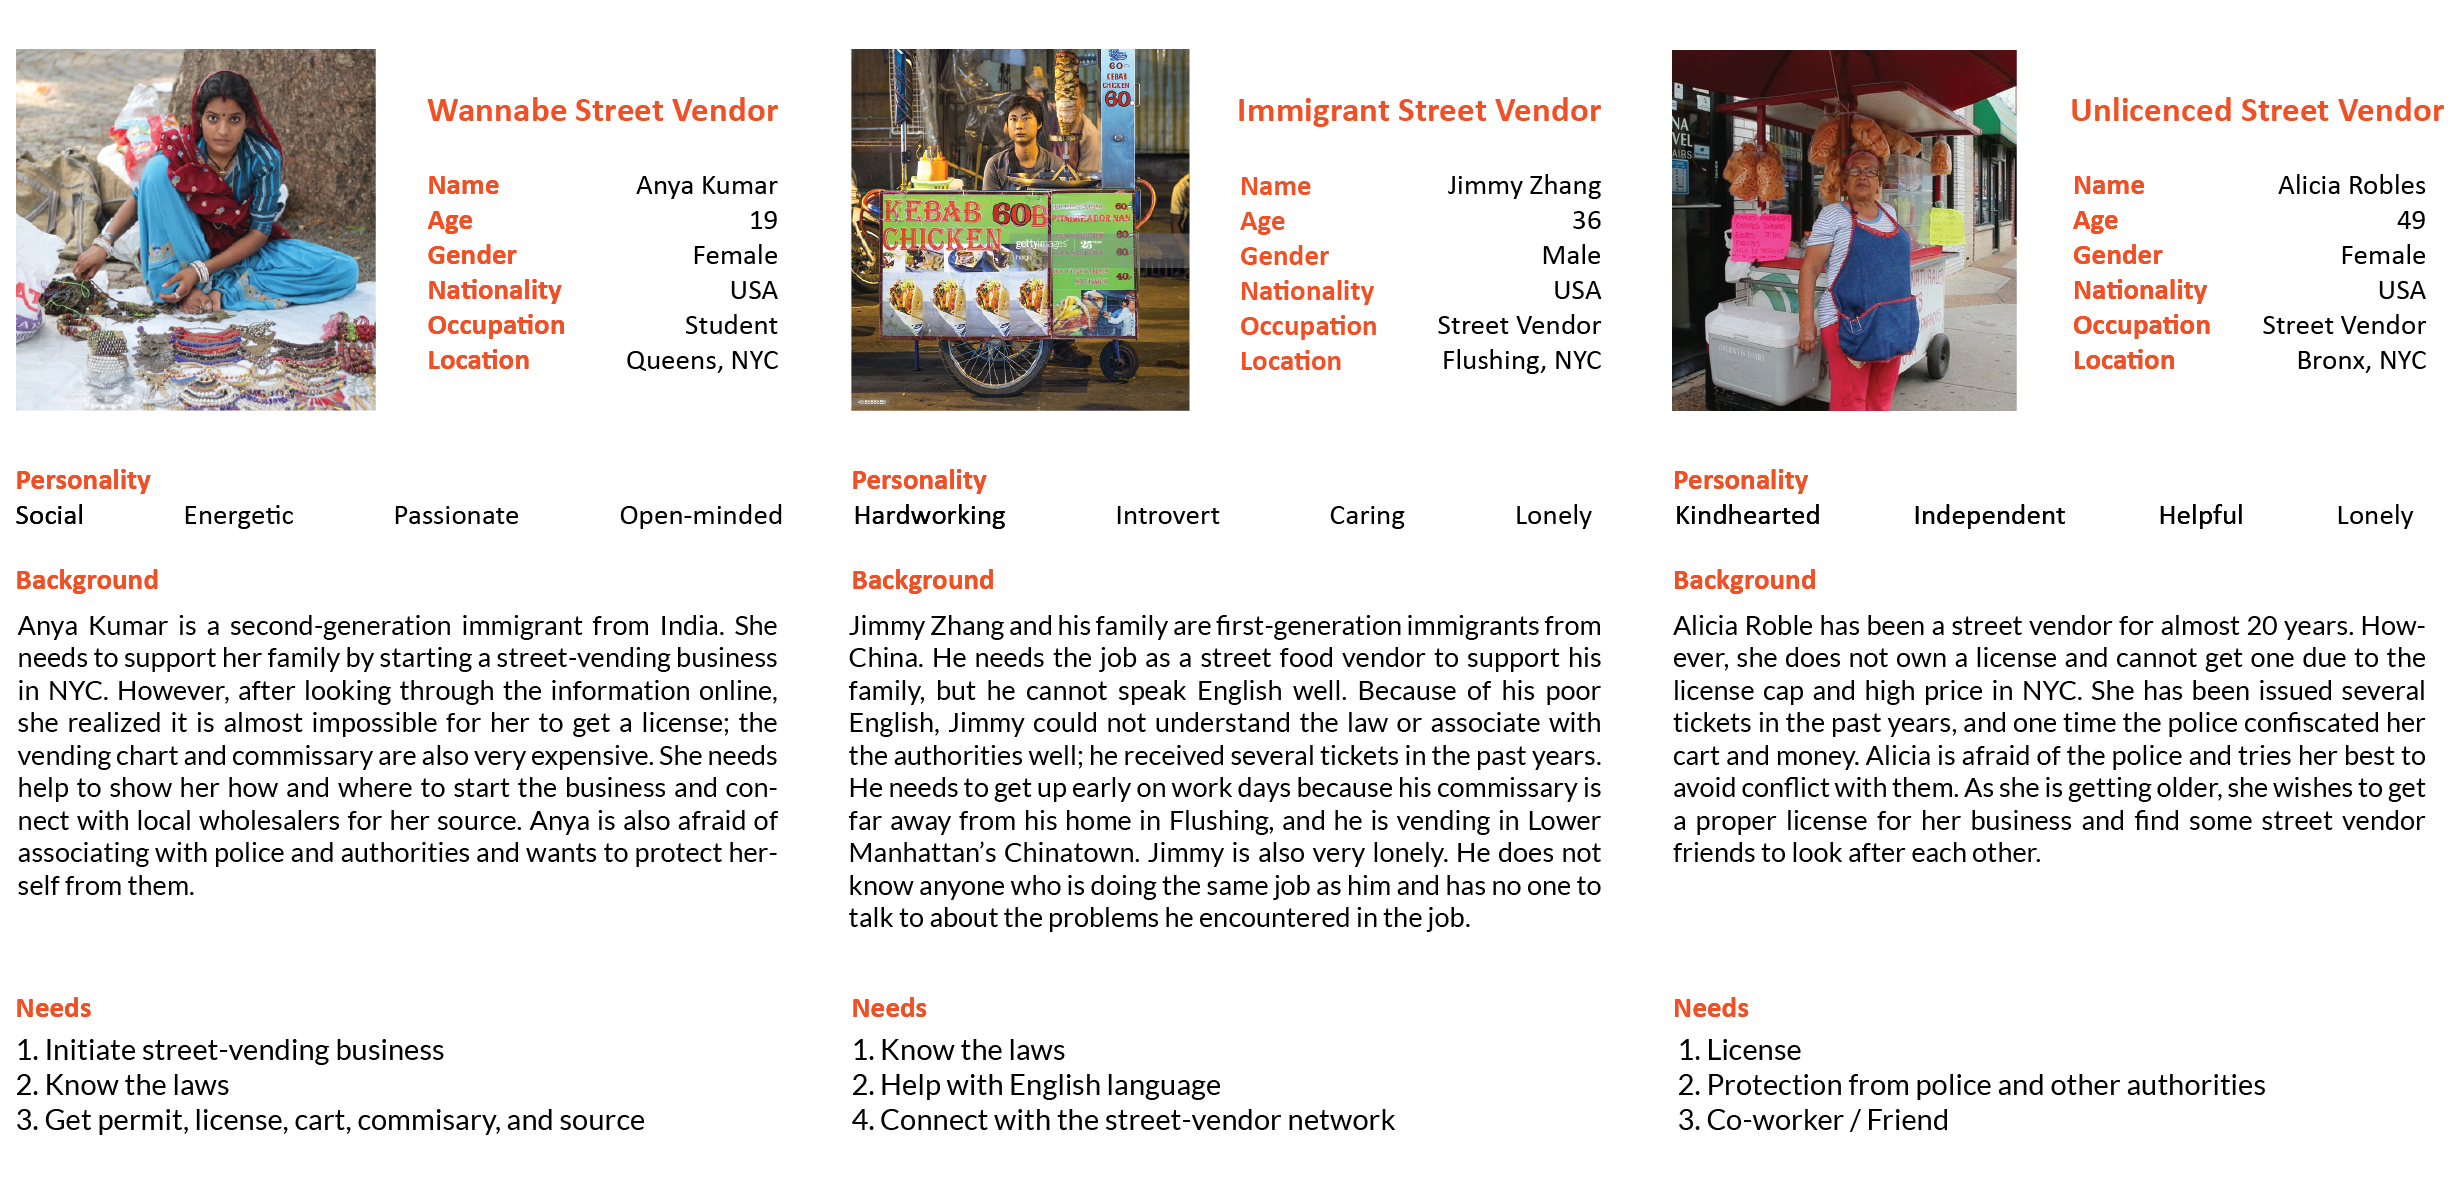 Wannabe Street Vendor
Name Anya Kumar
Age 19
Gender Female
Nationality USA
Occupation Student
Location Queens, NYC
Personality
Social Energetic Passionate Open-minded
Background
Anya Kumar is a second-generation immigrant from India. She
needs to support her family by starting a street-vending business
in NYC. However, after looking through the information online,
she realized it is almost impossible for her to get a license; the
vending chart and commissary are also very expensive. She needs
help to show her how and where to start the business and con-
nect with local wholesalers for her source. Anya is also afraid of
associating with police and authorities and wants to protect her-
self from them.
Needs
1. Initiate street-vending business
2. Know the laws
3. Get permit, license, cart, commisary, and source
60.-
KEBAB
CHICKEN
60.
KEBAB 60B
CHICKEN
PITABREAD OR NAN
60.
60.
60.
40.
gettyimages
25
Immigrant Street Vendor
Name Jimmy Zhang
Age 36
Gender Male
Nationality USA
Occupation Street Vendor
Location Flushing, NYC
Personality
Hardworking Introvert Caring Lonely
Background
Jimmy Zhang and his family are first-generation immigrants from
China. He needs the job as a street food vendor to support his
family, but he cannot speak English well. Because of his poor
English, Jimmy could not understand the law or associate with
the authorities well; he received several tickets in the past years.
He needs to get up early on work days because his commissary is
far away from his home in Flushing, and he is vending in Lower
Manhattan’s Chinatown. Jimmy is also very lonely. He does not
know anyone who is doing the same job as him and has no one to
talk to about the problems he encountered in the job.
Needs
1. Know the laws
2. Help with English language
4. Connect with the street-vendor network
NA
VEL
AIRS
Unlicenced Street Vendor
Name Alicia Robles
Age 49
Gender Female
Nationality USA
Occupation Street Vendor
Location Bronx, NYC
Personality
Kindhearted Independent Helpful Lonely
Background
Alicia Roble has been a street vendor for almost 20 years. How-
ever, she does not own a license and cannot get one due to the
license cap and high price in NYC. She has been issued several
tickets in the past years, and one time the police confiscated her
cart and money. Alicia is afraid of the police and tries her best to
avoid conflict with them. As she is getting older, she wishes to get
a proper license for her business and find some street vendor
friends to look after each other.
Needs
1. License
2. Protection from police and other authorities
3. Co-worker / Friend